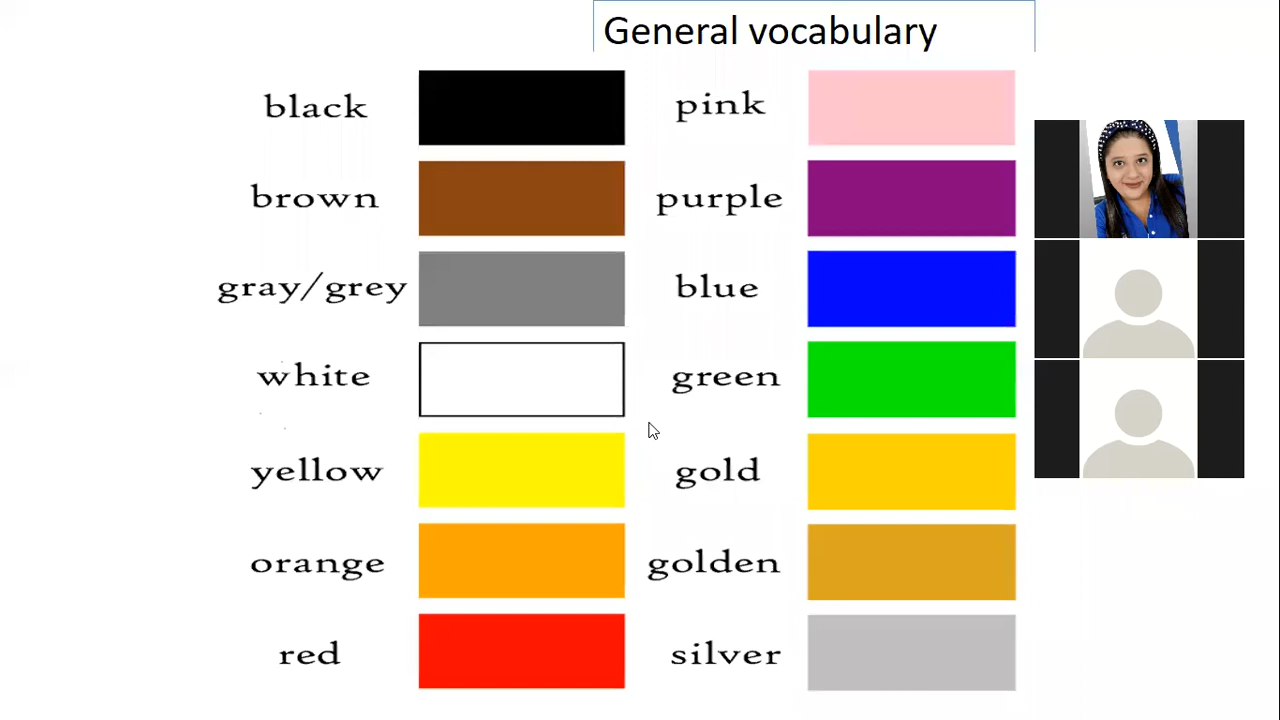 General vocabulary
black
pink
brown
purple
gray/grey
blue
white
green
yellow
gold
orange
golden
red
silver